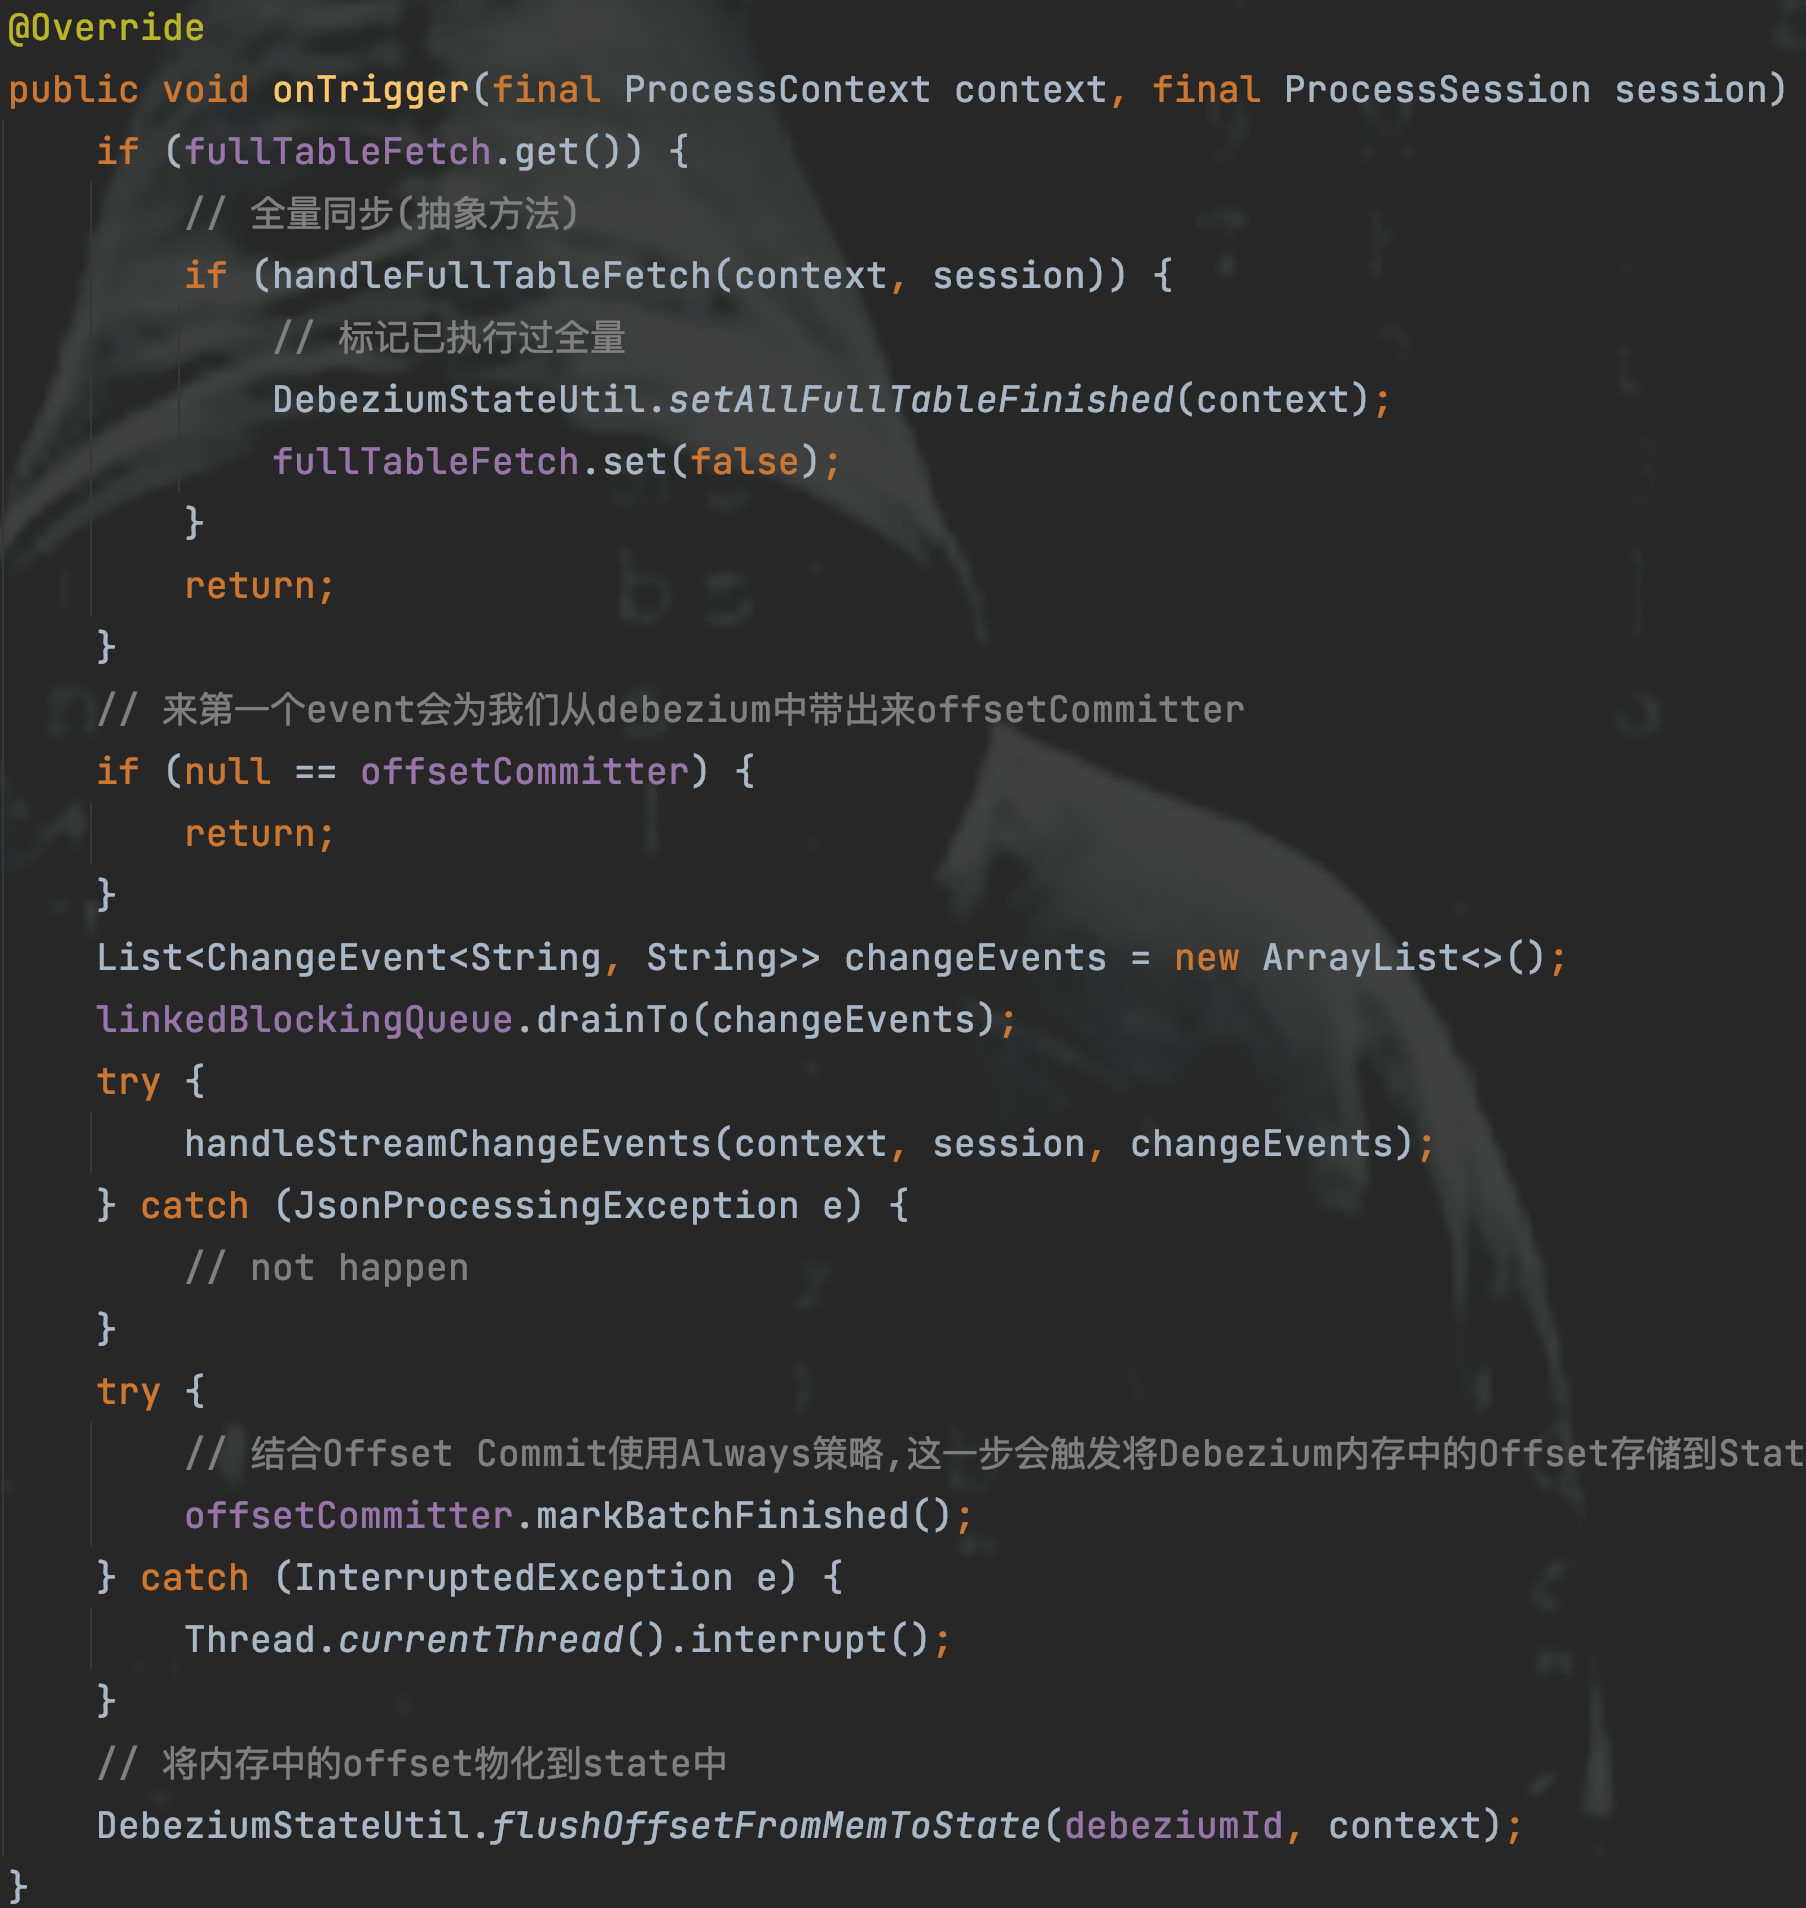 @Override
public void onTrigger(final ProcessContext context, final ProcessSession session)
if (fullTableFetch.get()) {
// 全量同步(抽象方法)
if (handleFullTableFetch(context, session)) {
// 标记已执行过全量
DebeziumStateUtil.setAllFullTableFinished(context);
fullTableFetch.set(false);
}
return;
}
// 来第一个event会为我们从debezium中带出来offsetCommitter
if (null == offsetCommitter) {
return;
}
List<ChangeEvent<String, String>> changeEvents = new ArrayList<>();
linkedBlockingQueue.drainTo(changeEvents);
try {
handleStreamChangeEvents(context, session, changeEvents);
} catch (JsonProcessingException e) {
// not happen
}
try {
// 结合Offset Commit使用Always策略,这一步会触发将Debezium内存中的Offset存储到Stat
offsetCommitter.markBatchFinished();
} catch (InterruptedException e) {
Thread.currentThread().interrupt();
}
// 将内存中的offset物化到state中
DebeziumStateUtil.flushOffsetFromMemToState(debeziumId, context);
}